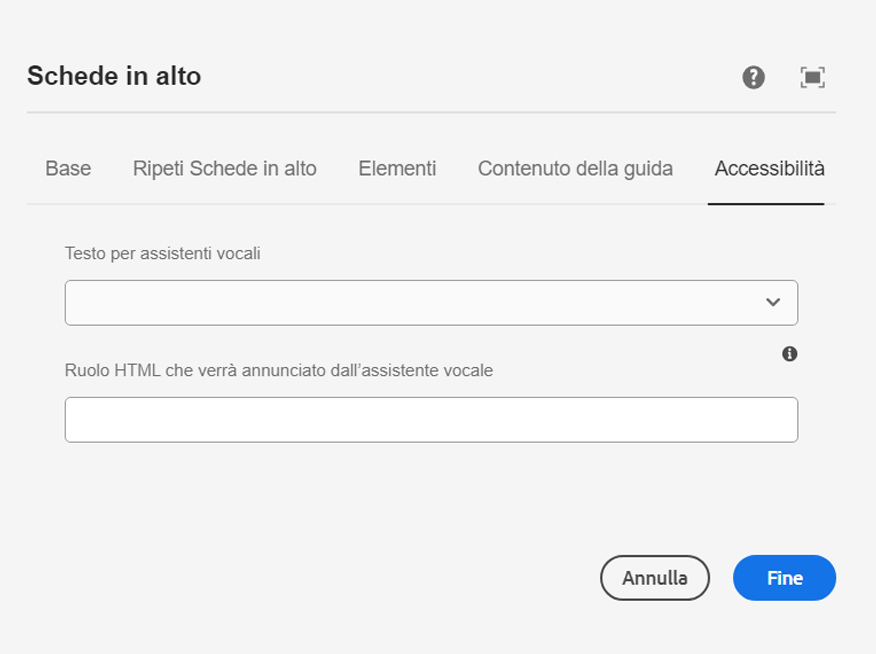 Schede in alto
Base Ripeti Schede in alto Elementi Contenuto della guida Accessibilità
Testo per assistenti vocali
Ruolo HTML che verrà annunciato dall’assistente vocale
Annulla Fine